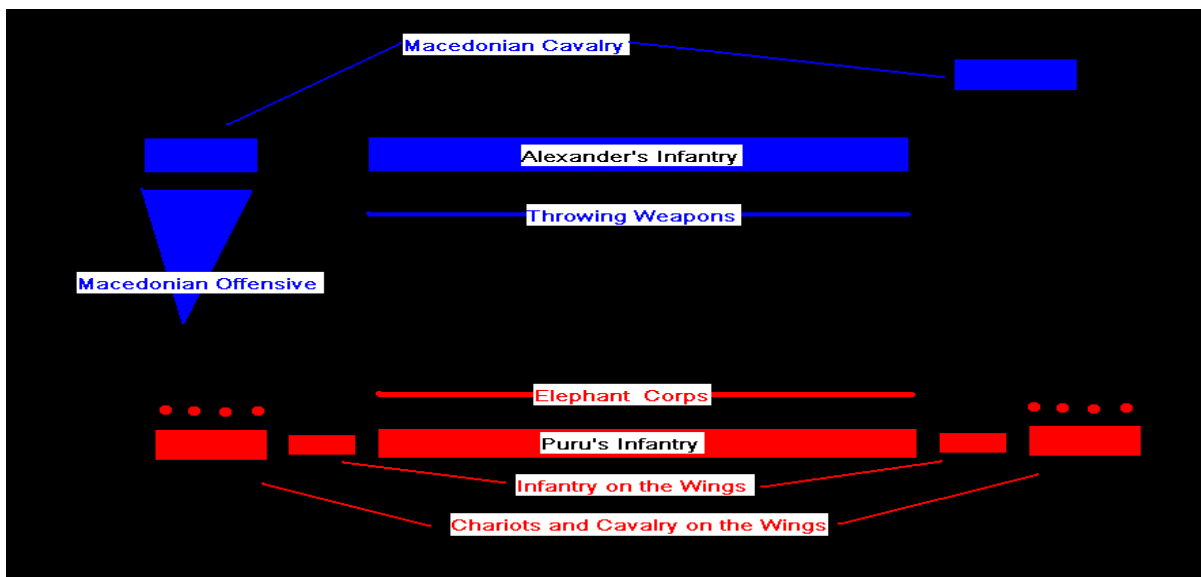 Macedonian Cavalry
Alexander's Infantry
Throwing Weapons
Macedonian Offensive
Elephant Corps
Puru's Infantry
Infantry on the Wings
Chariots and Cavalry on the Wings